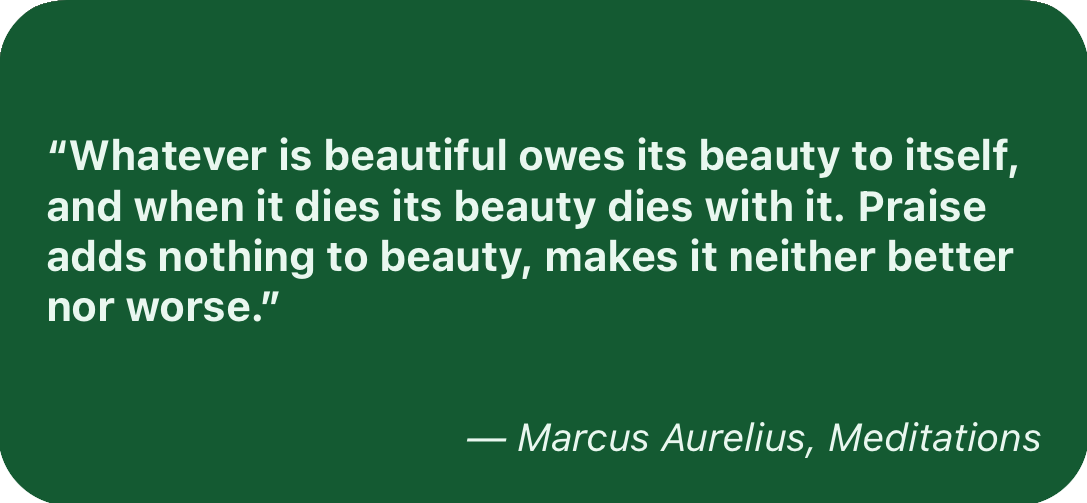 “Whatever is beautiful owes its beauty to itself,
and when it dies its beauty dies with it. Praise
adds nothing to beauty, makes it neither better
nor worse.”
— Marcus Aurelius, Meditations